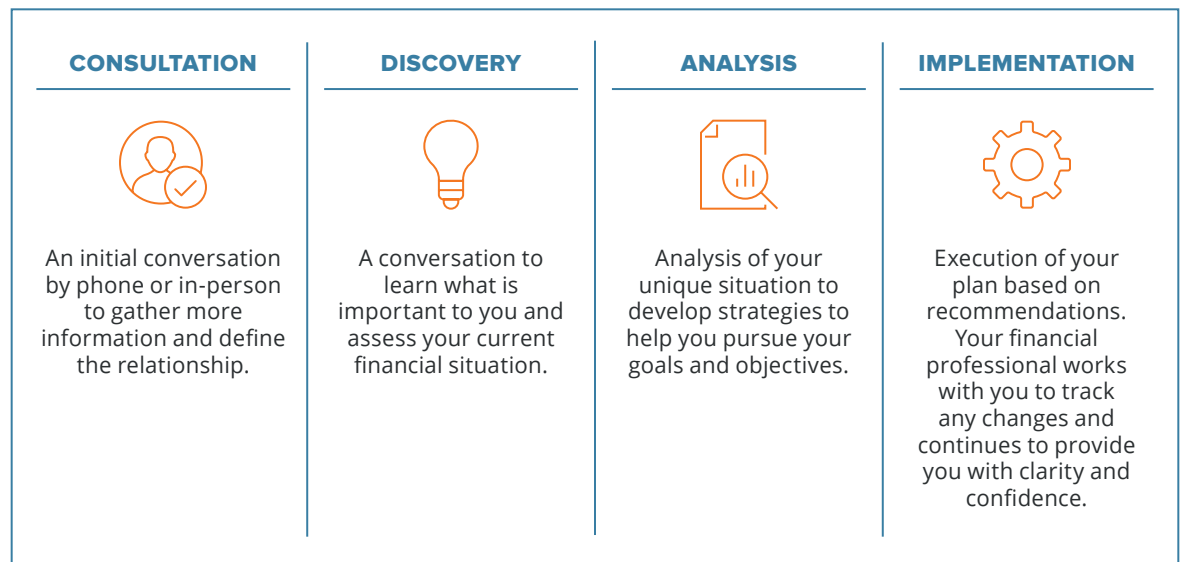 CONSULTATION
An initial conversation
by phone or in-person
to gather more
information and define
the relationship.
DISCOVERY
A conversation to
learn what is
important to you and
assess your current
financial situation.
ANALYSIS
Analysis of your
unique situation to
develop strategies to
help you pursue your
goals and objectives.
IMPLEMENTATION
Execution of your
plan based on
recommendations.
Your financial
professional works
with you to track
any changes and
continues to provide
you with clarity and
confidence.